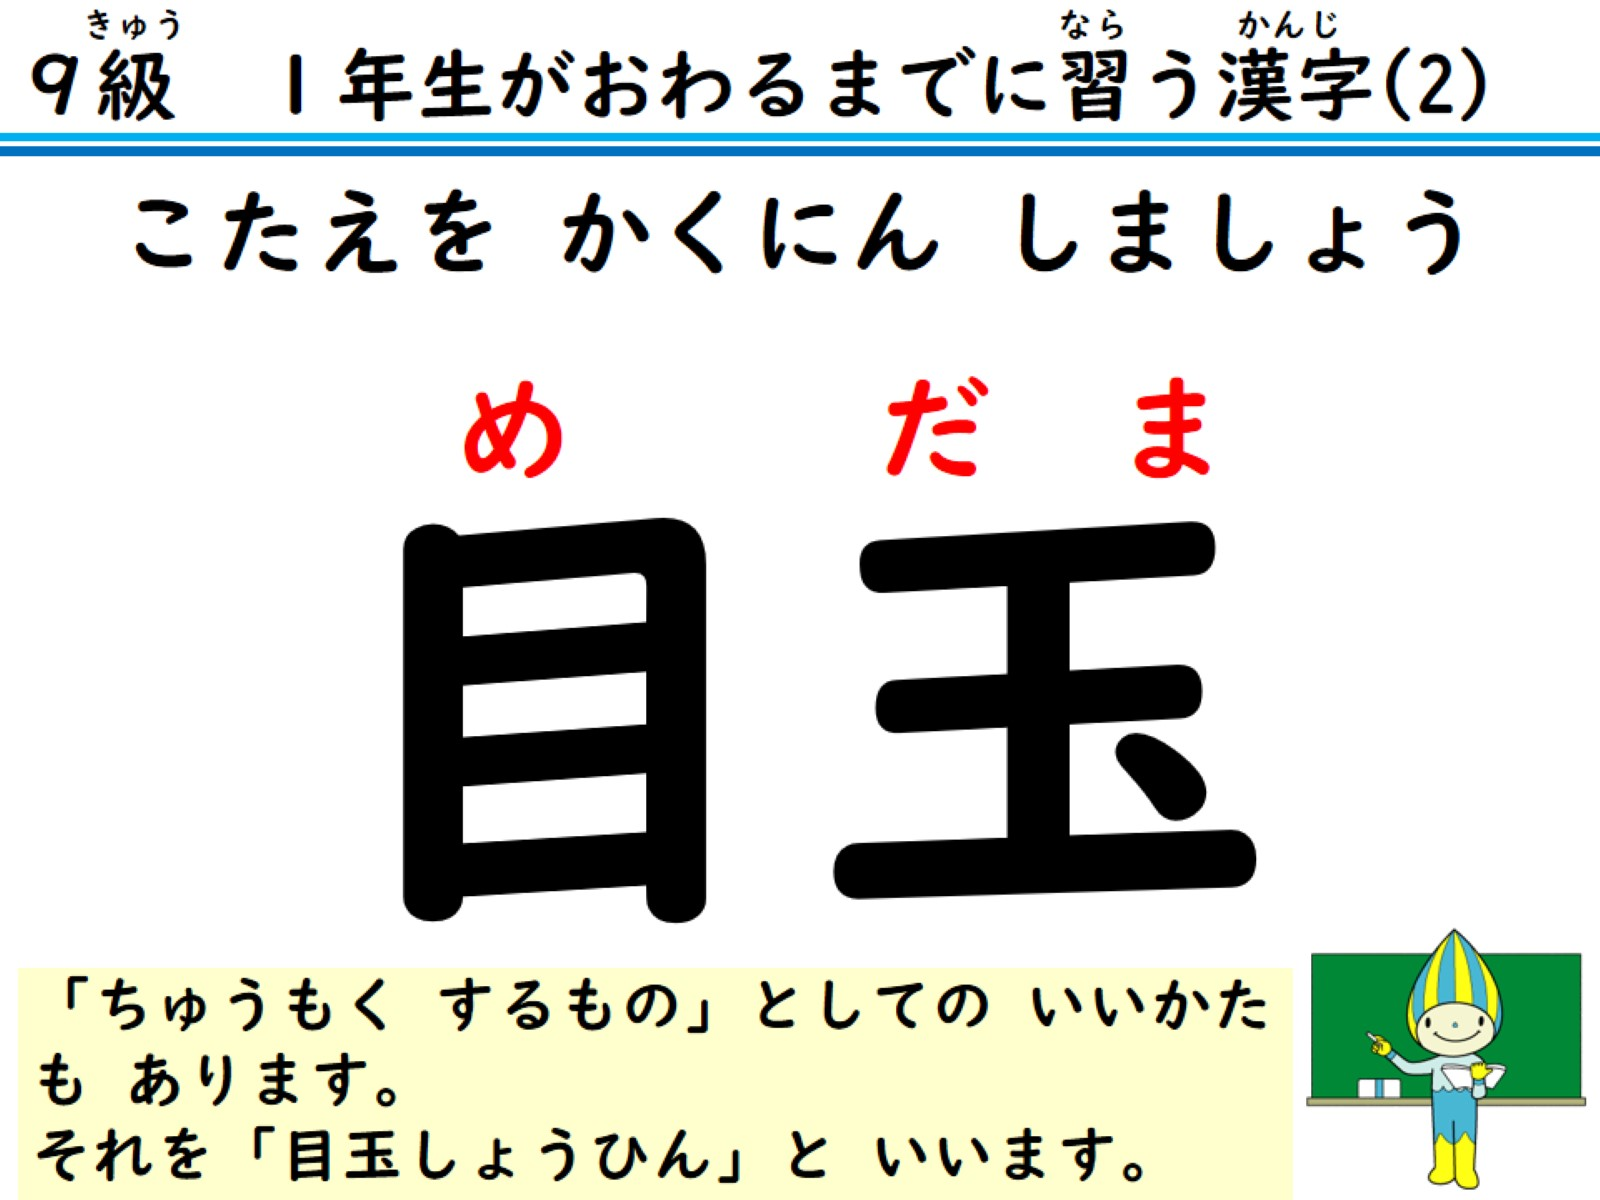 きゅう　なら　かんじ
９級　１年生がおわるまでに習う漢字(2)
こたえを かくにん しましょう
め　だ　ま
目玉
「ちゅうもく するもの」としての いいかた
も あります。
それを「目玉しょうひん」と いいます。